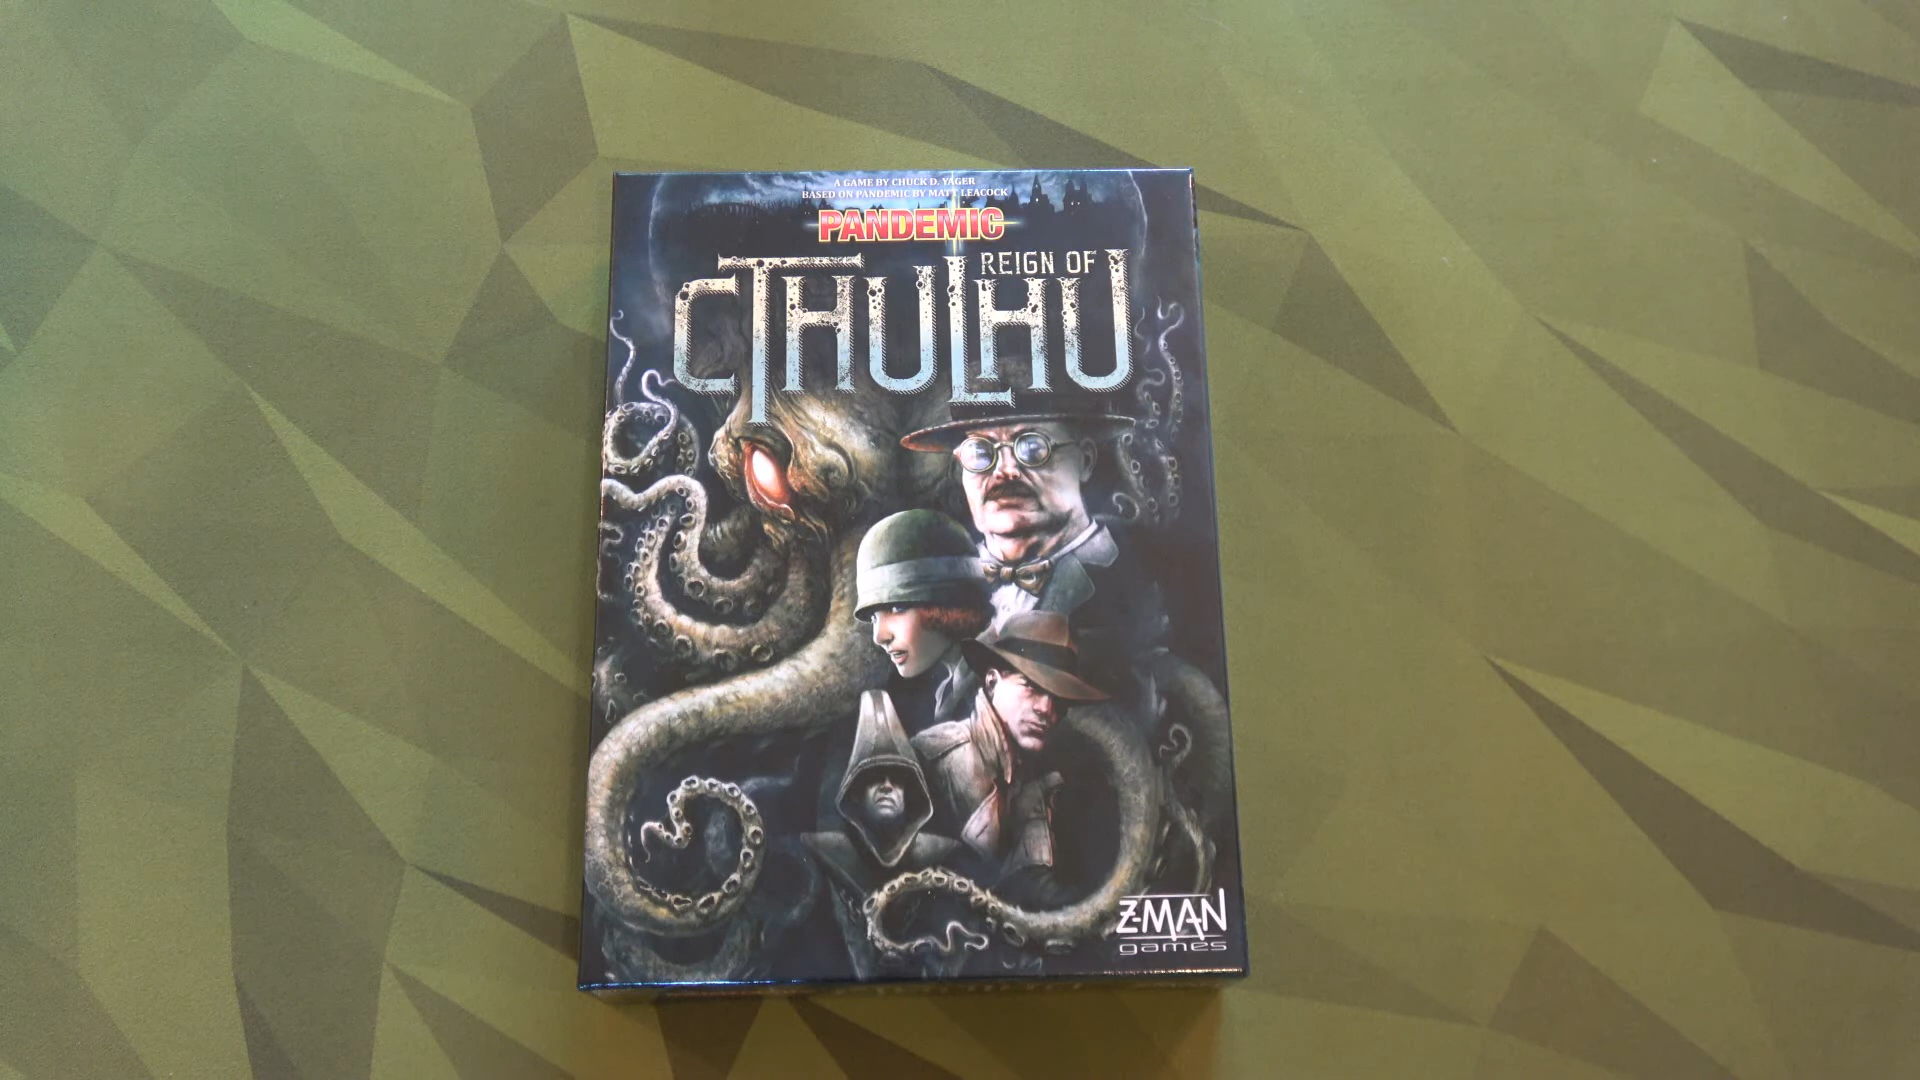 A GAME BY CHUCK D. YAGER
BASED ON PANDEMIC BY MATT LEACOCK
PANDEMIC
REIGN OF
CTHULHU
Z-MAN
games